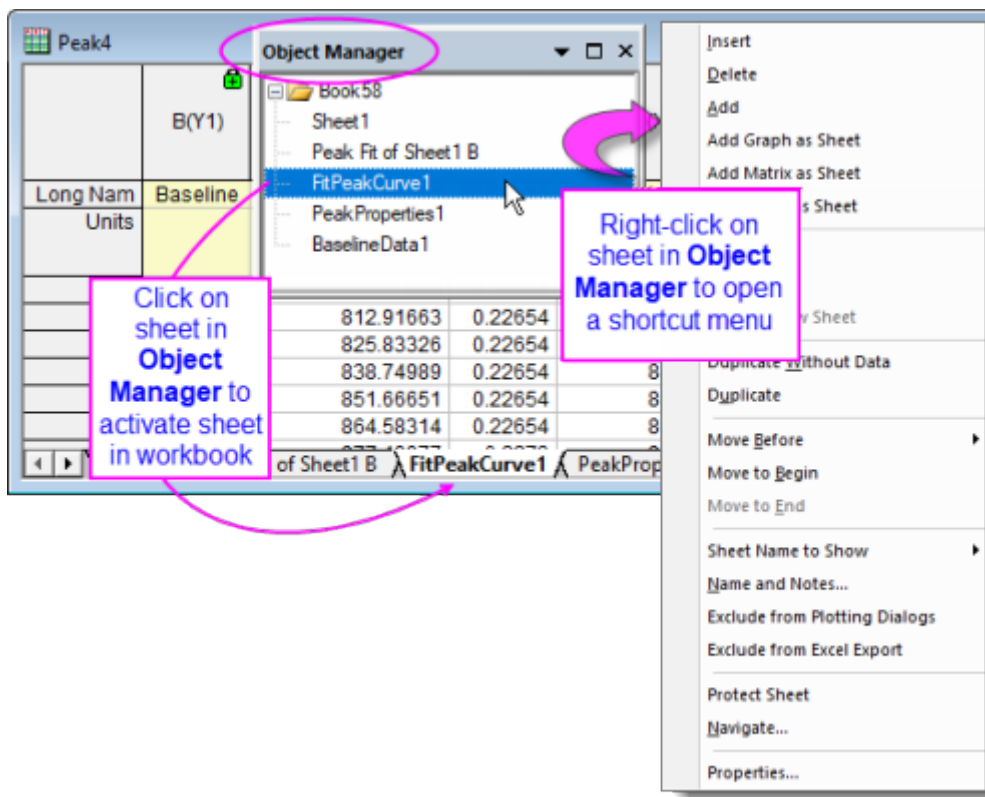 Peak4
B(Y1)
Long Nam
Baseline
Units
Object Manager
Book58
Sheet1
Peak Fit of Sheet1 B
FitPeakCurve1
PeakProperties1
BaselineData1
Click on
sheet in
Object
Manager to
activate sheet
in workbook
Right-click on
sheet in Object
Manager to open
a shortcut menu
812.91663 0.22654
825.83326 0.22654
838.74989 0.22654 8
851.66651 0.22654 8
864.58314 0.22654 8
of Sheet1 B FitPeakCurve1 PeakProp
Insert
Delete
Add
Add Graph as Sheet
Add Matrix as Sheet
s Sheet
Sheet
Duplicate Without Data
Duplicate
Move Before
Move to Begin
Move to End
Sheet Name to Show
Name and Notes...
Exclude from Plotting Dialogs
Exclude from Excel Export
Protect Sheet
Navigate...
Properties...